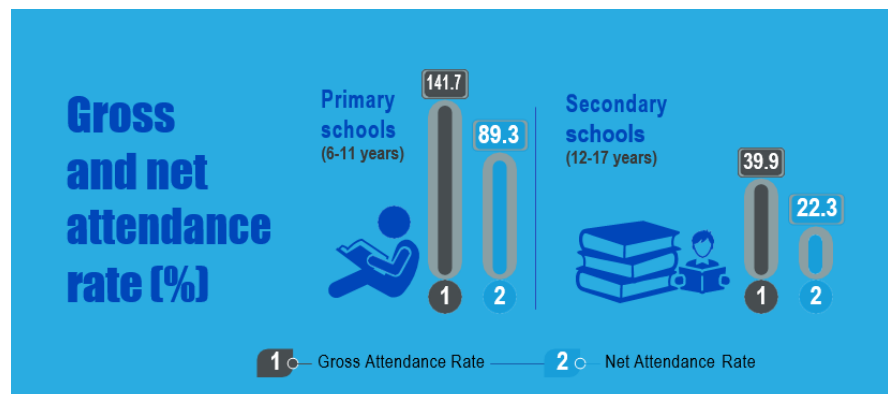 Gross
and net
attendance
rate (%)
Primary
schools
(6-11 years)
141.7
89.3
1
2
Secondary
schools
(12-17 years)
39.9
22.3
1
2
1 Gross Attendance Rate
2 Net Attendance Rate